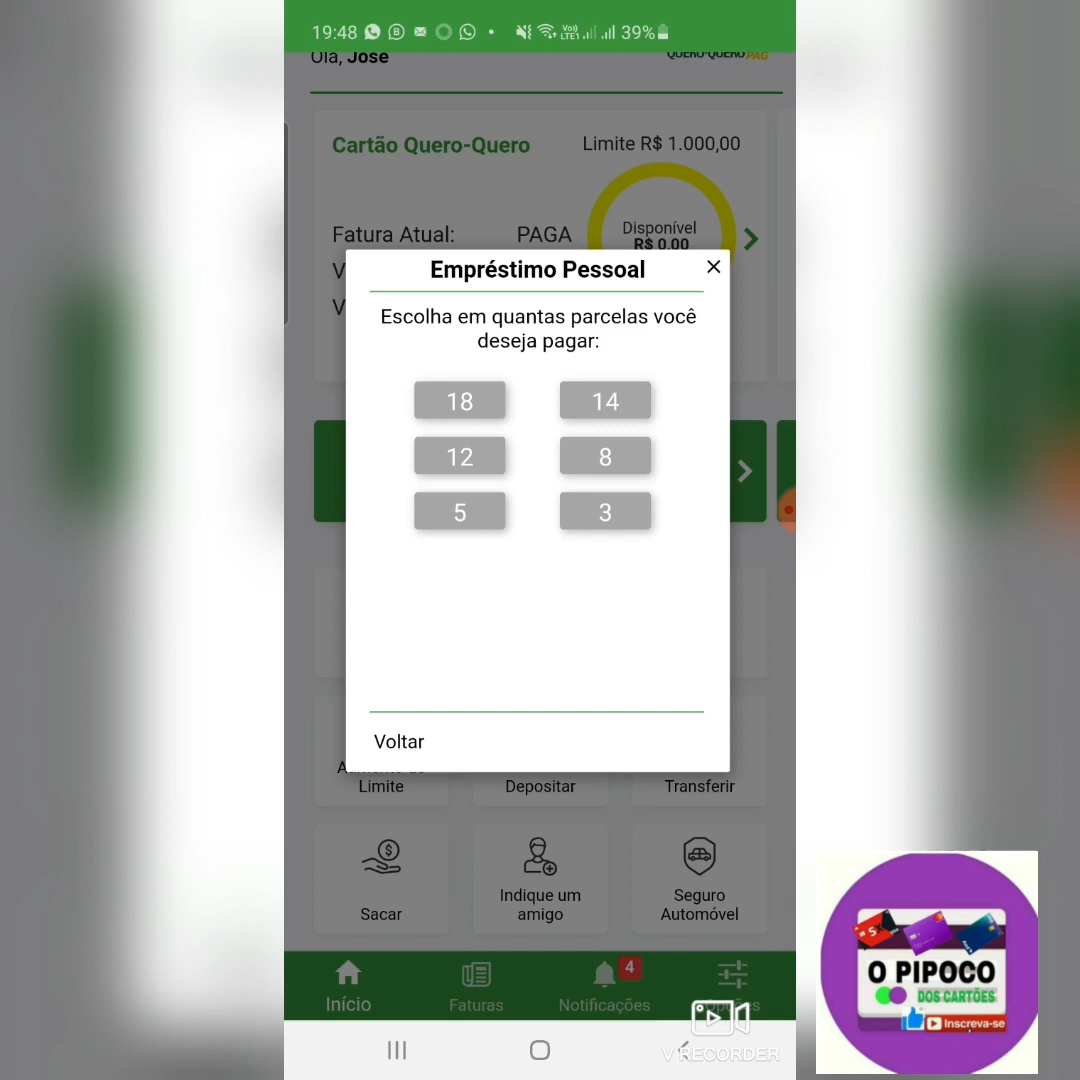 19:48
39%
Olá, Jose
QUERO-QUERO PAG
Cartão Quero-Quero
Limite R$ 1.000,00
Disponível
R$ 0,00
Fatura Atual: PAGA
V
V
Empréstimo Pessoal
Escolha em quantas parcelas você
deseja pagar:
18 14
12 8
5 3
Voltar
Limite
Depositar
Transferir
Sacar
Indique um
amigo
Seguro
Automóvel
4
Início
Faturas
Notificações
V RECORDER
O PIPOCO
DOS CARTÕES
Inscreva-se